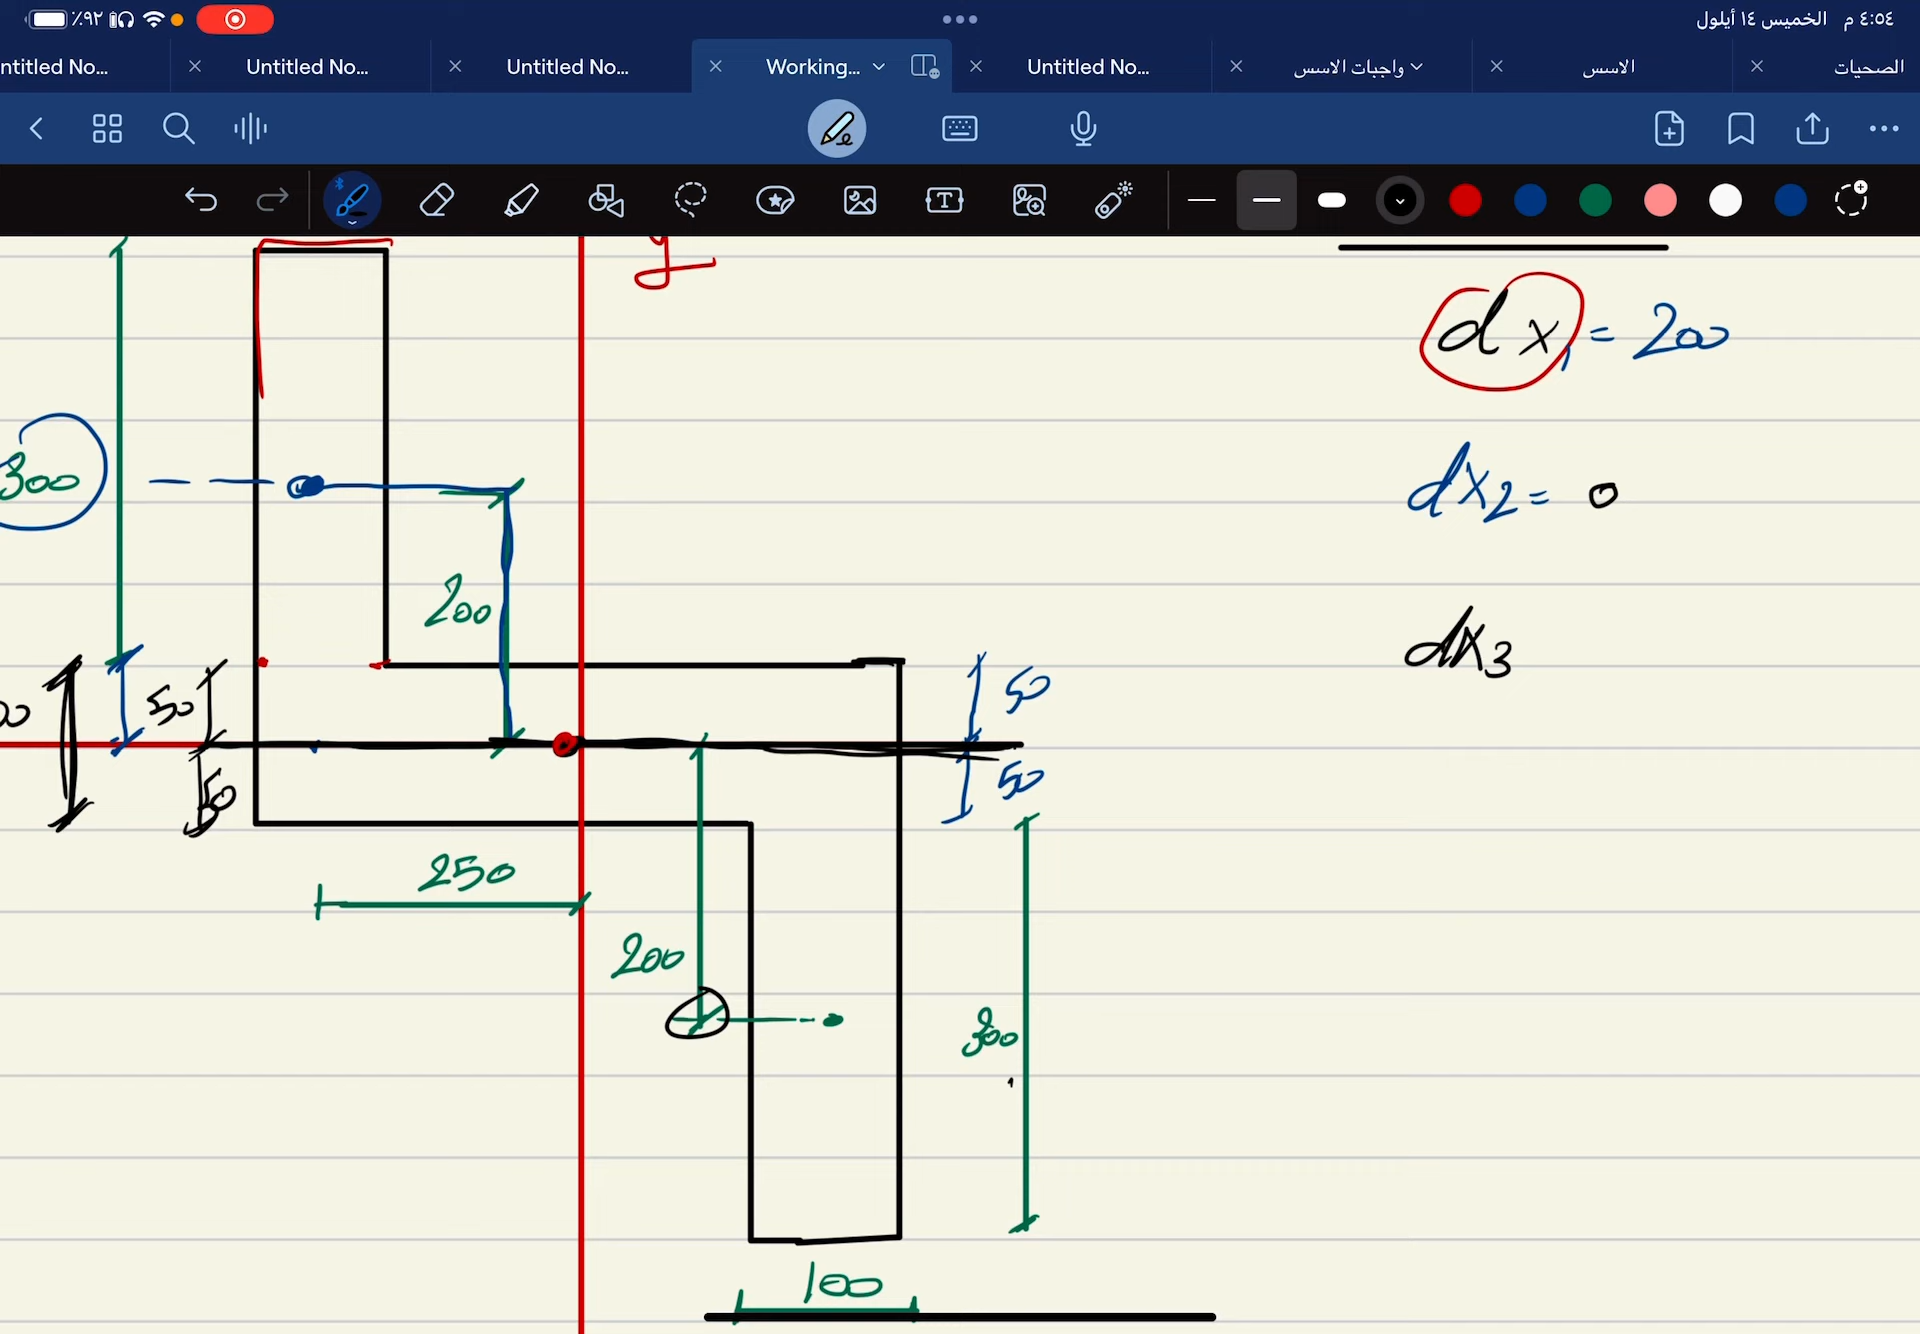 ٪٩٢
٤:٥٤ م الخميس ١٤ أيلول
ntitled No...
Untitled No...
Untitled No...
Working...
Untitled No...
واجبات الاسس
الاسس
الصحيات
y
dx1 = 200
300
dx2 = 0
200
dx3
50
50
50
50
250
200
300
100